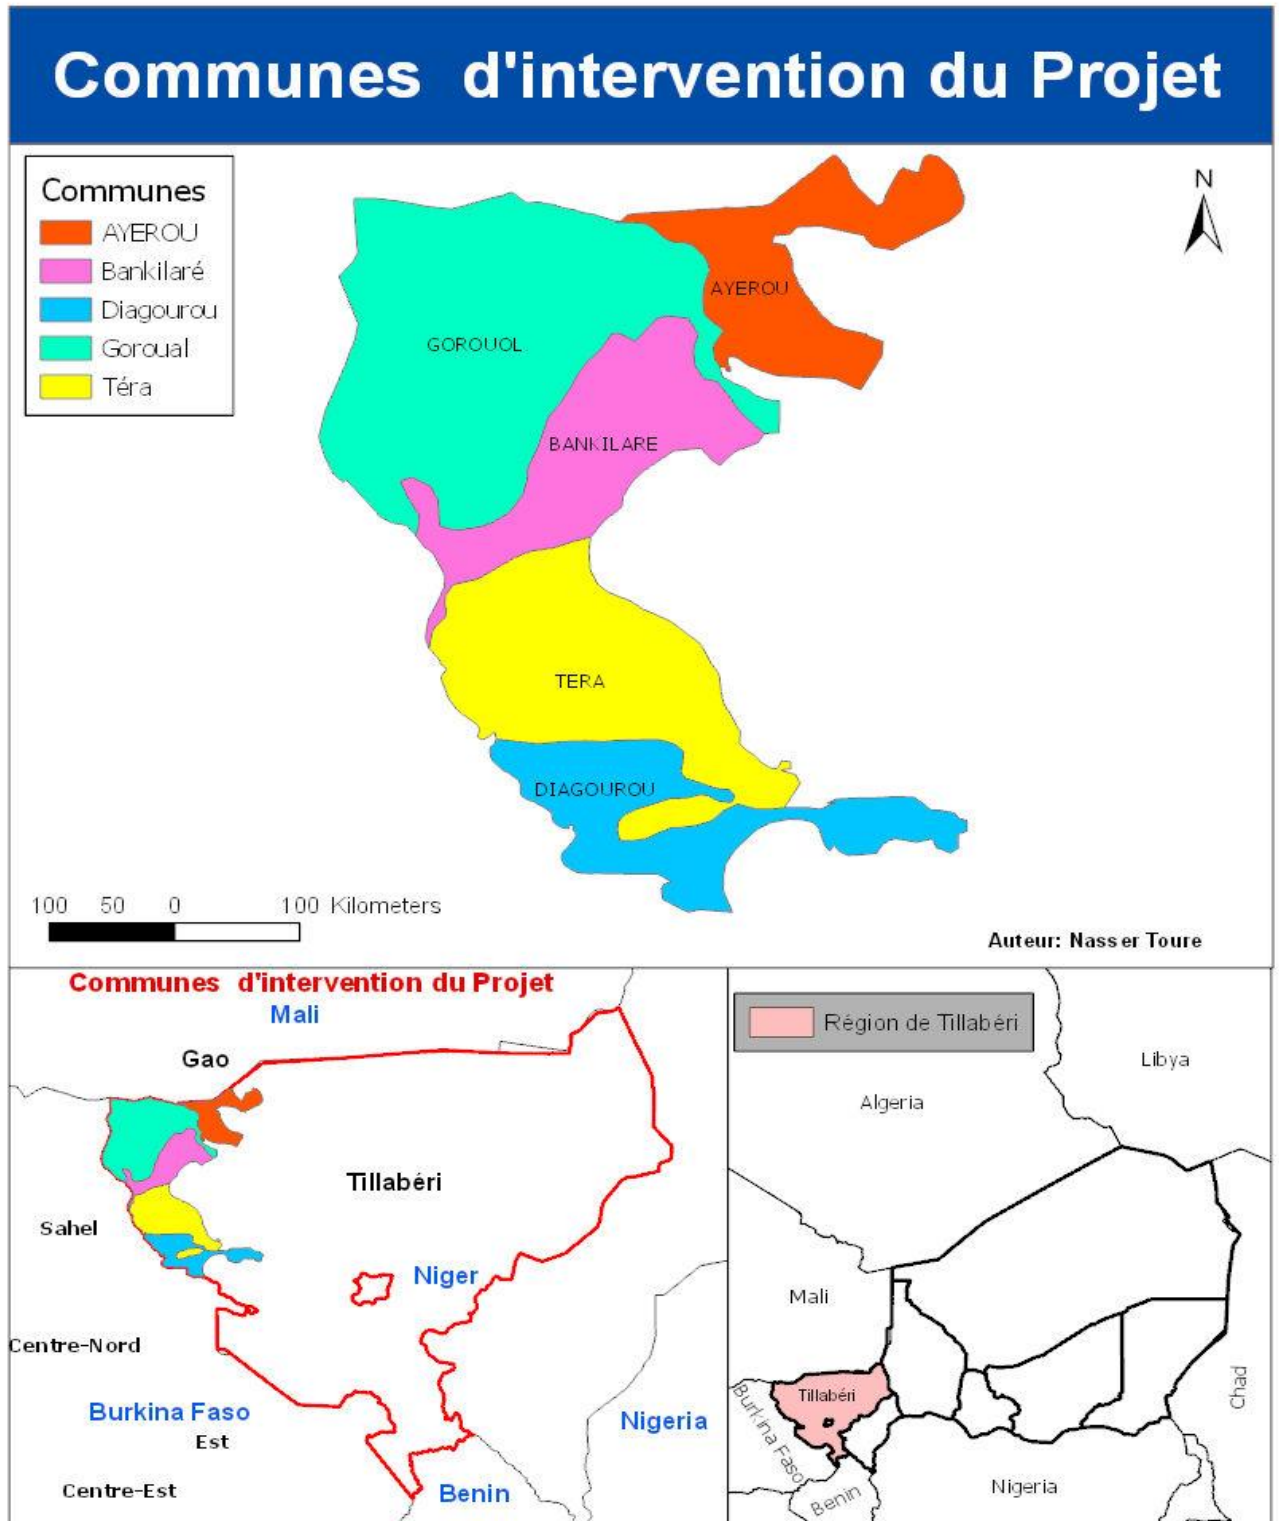 Communes d'intervention du Projet
Communes
AYEROU
Bankilaré
Diagourou
Goroual
Téra
N
AYEROU
GOROUOL
BANKILARE
TERA
DIAGOUROU
100 50 0 100 Kilometers
Auteur: Nasser Toure
Communes d'intervention du Projet
Mali
Gao
Tillabéri
Sahel
Niger
Centre-Nord
Burkina Faso
Est
Nigeria
Centre-Est
Benin
Région de Tillabéri
Libya
Algeria
Mali
Tillabéri
Chad
Burkina Faso
Nigeria
Benin